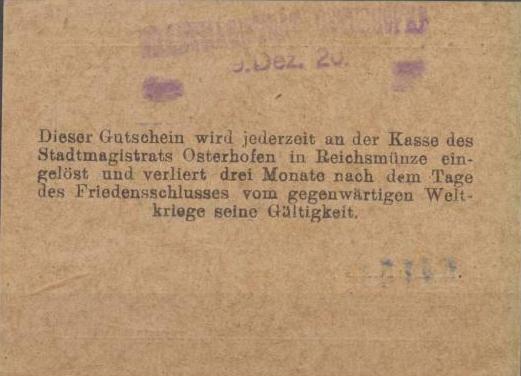 Dez. 20.
Dieser Gutschein wird jederzeit an der Kasse des
Stadtmagistrats Osterhofen in Reichsmünze ein-
gelöst und verliert drei Monate nach dem Tage
des Friedensschlusses vom gegenwärtigen Welt-
kriege seine Gültigkeit.